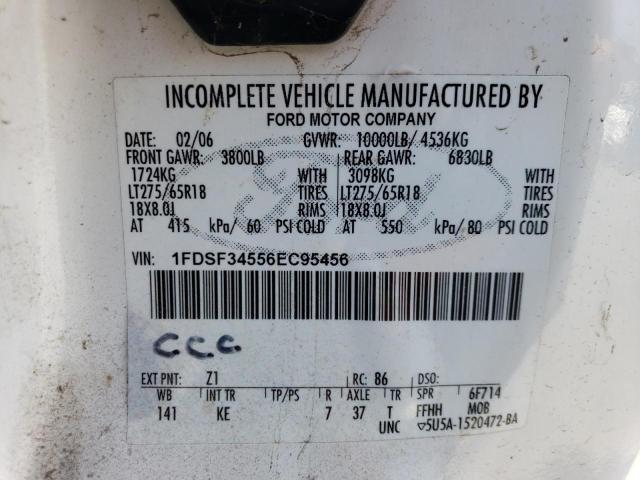 INCOMPLETE VEHICLE MANUFACTURED BY
FORD MOTOR COMPANY
DATE: 02/06 GVWR: 10000LB/ 4536KG
FRONT GAWR: 3800LB REAR GAWR: 6830LB
1724KG WITH 3098KG WITH
LT275/65R18 TIRES LT275/65R18 TIRES
18X8.0J RIMS 18X8.0J RIMS
AT 415 kPa/ 60 PSI COLD AT 550 kPa/ 80 PSI COLD
VIN: 1FDSF34556EC95456
CCC
EXT PNT: Z1 RC: 86 DSO:
WB INT TR TP/PS R AXLE TR SPR 6F714
141 KE 7 37 T FFHH MOB
UNC ▽5U5A-1520472-BA